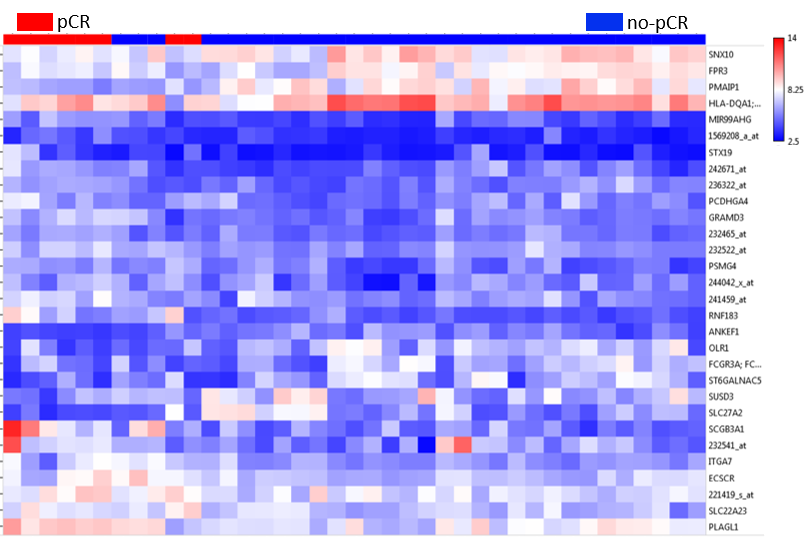 pCR
no-pCR
14
8.25
2.5
SNX10
FPR3
PMAIP1
HLA-DQA1;...
MIR99AHG
1569208_a_at
STX19
242671_at
236322_at
PCDHGA4
GRAMD3
232465_at
232522_at
PSMG4
244042_x_at
241459_at
RNF183
ANKEF1
OLR1
FCGR3A; FC...
ST6GALNAC5
SUSD3
SLC27A2
SCGB3A1
232541_at
ITGA7
ECSCR
221419_s_at
SLC22A23
PLAGL1